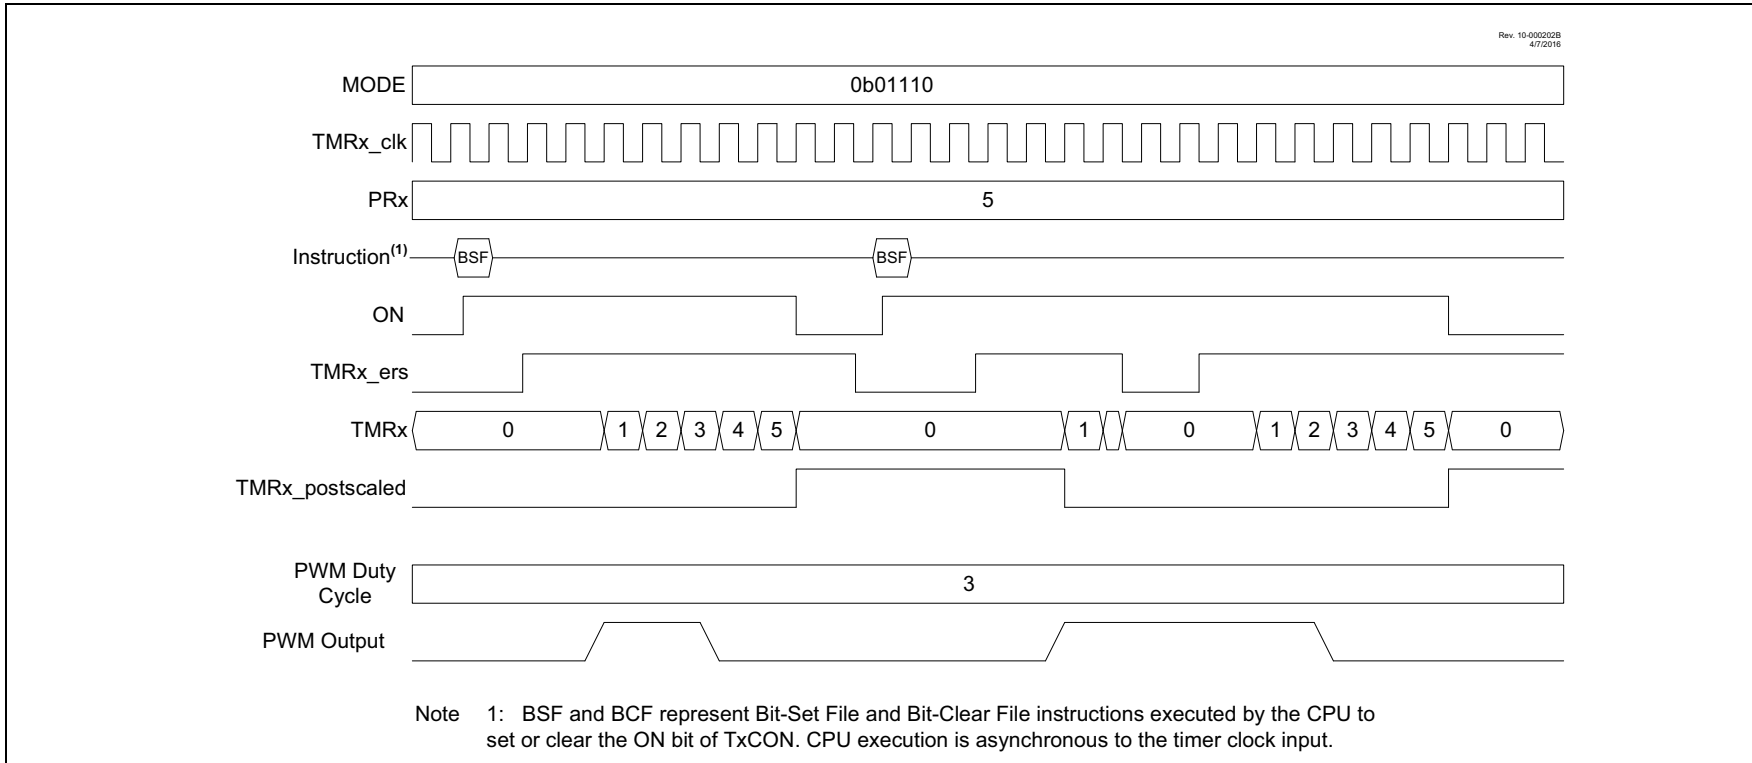 Rev. 10-000202B
4/7/2016
MODE 0b01110
TMRx_clk
PRx 5
Instruction(1) BSF BSF
ON
TMRx_ers
TMRx 0 1 2 3 4 5 0 1 0 1 2 3 4 5 0
TMRx_postscaled
PWM Duty
Cycle 3
PWM Output
Note 1: BSF and BCF represent Bit-Set File and Bit-Clear File instructions executed by the CPU to
set or clear the ON bit of TxCON. CPU execution is asynchronous to the timer clock input.